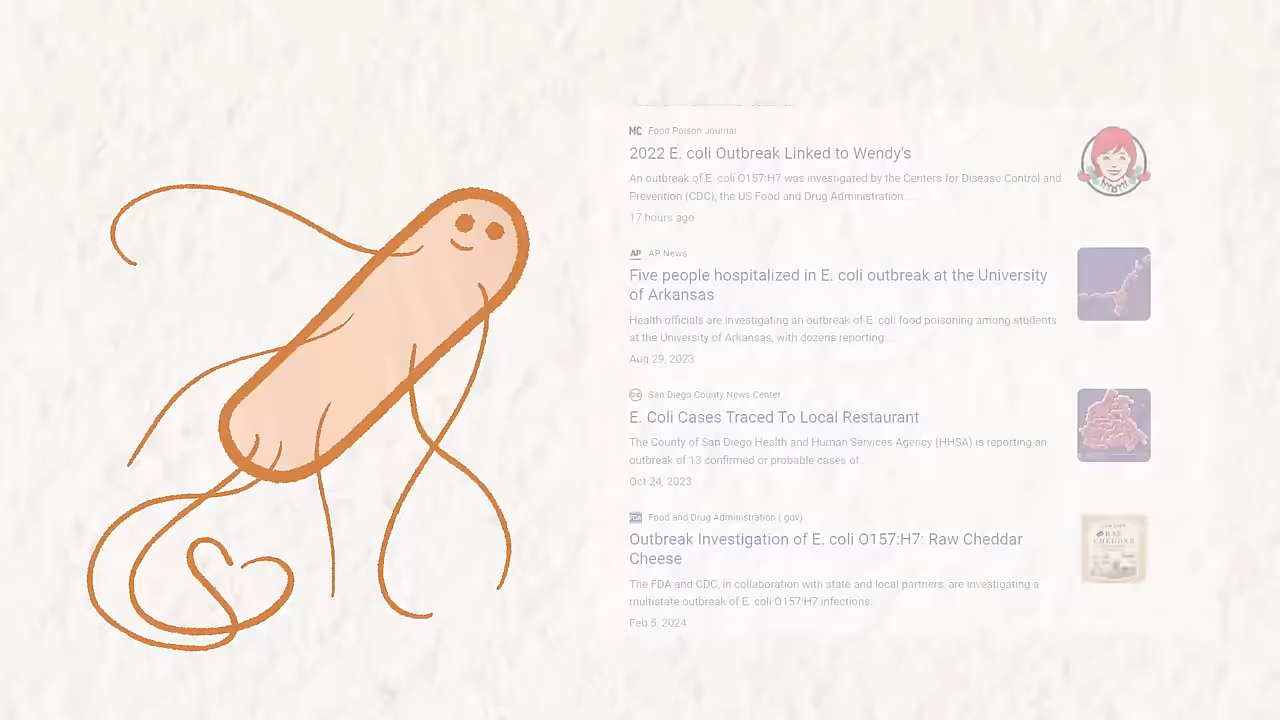 MC Food Poison Journal
2022 E. coli Outbreak Linked to Wendy's
An outbreak of E. coli O157:H7 was investigated by the Centers for Disease Control and
Prevention (CDC), the US Food and Drug Administration...
17 hours ago
AP AP News
Five people hospitalized in E. coli outbreak at the University
of Arkansas
Health officials are investigating an outbreak of E. coli food poisoning among students
at the University of Arkansas, with dozens reporting...
Aug 29, 2023
San Diego County News Center
E. Coli Cases Traced To Local Restaurant
The County of San Diego Health and Human Services Agency (HHSA) is reporting an
outbreak of 13 confirmed or probable cases of...
Oct 24, 2023
FDA Food and Drug Administration (.gov)
Outbreak Investigation of E. coli O157:H7: Raw Cheddar
Cheese
RAW
CHEDDAR
The FDA and CDC, in collaboration with state and local partners, are investigating a
multistate outbreak of E. coli O157:H7 infections.
Feb 5, 2024